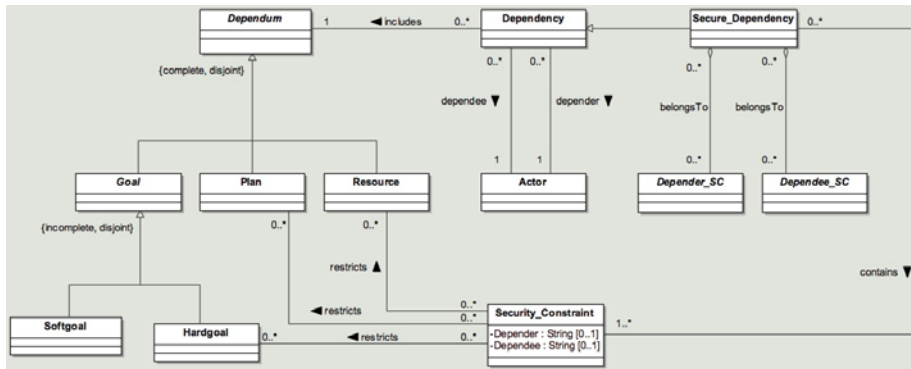 Dependum
1
includes
0..*
Dependency
Secure_Dependency
0..*
{complete, disjoint}
0..*
0..*
0..*
0..*
dependee
depender
belongsTo
belongsTo
1
1
0..*
0..*
Goal
Plan
Resource
Actor
Depender_SC
Dependee_SC
{incomplete, disjoint}
0..*
0..*
restricts
contains
0..*
restricts
0..*
Security_Constraint
Softgoal
Hardgoal
0..*
restricts
0..*
-Depender : String [0..1]
-Dependee : String [0..1]
1..*